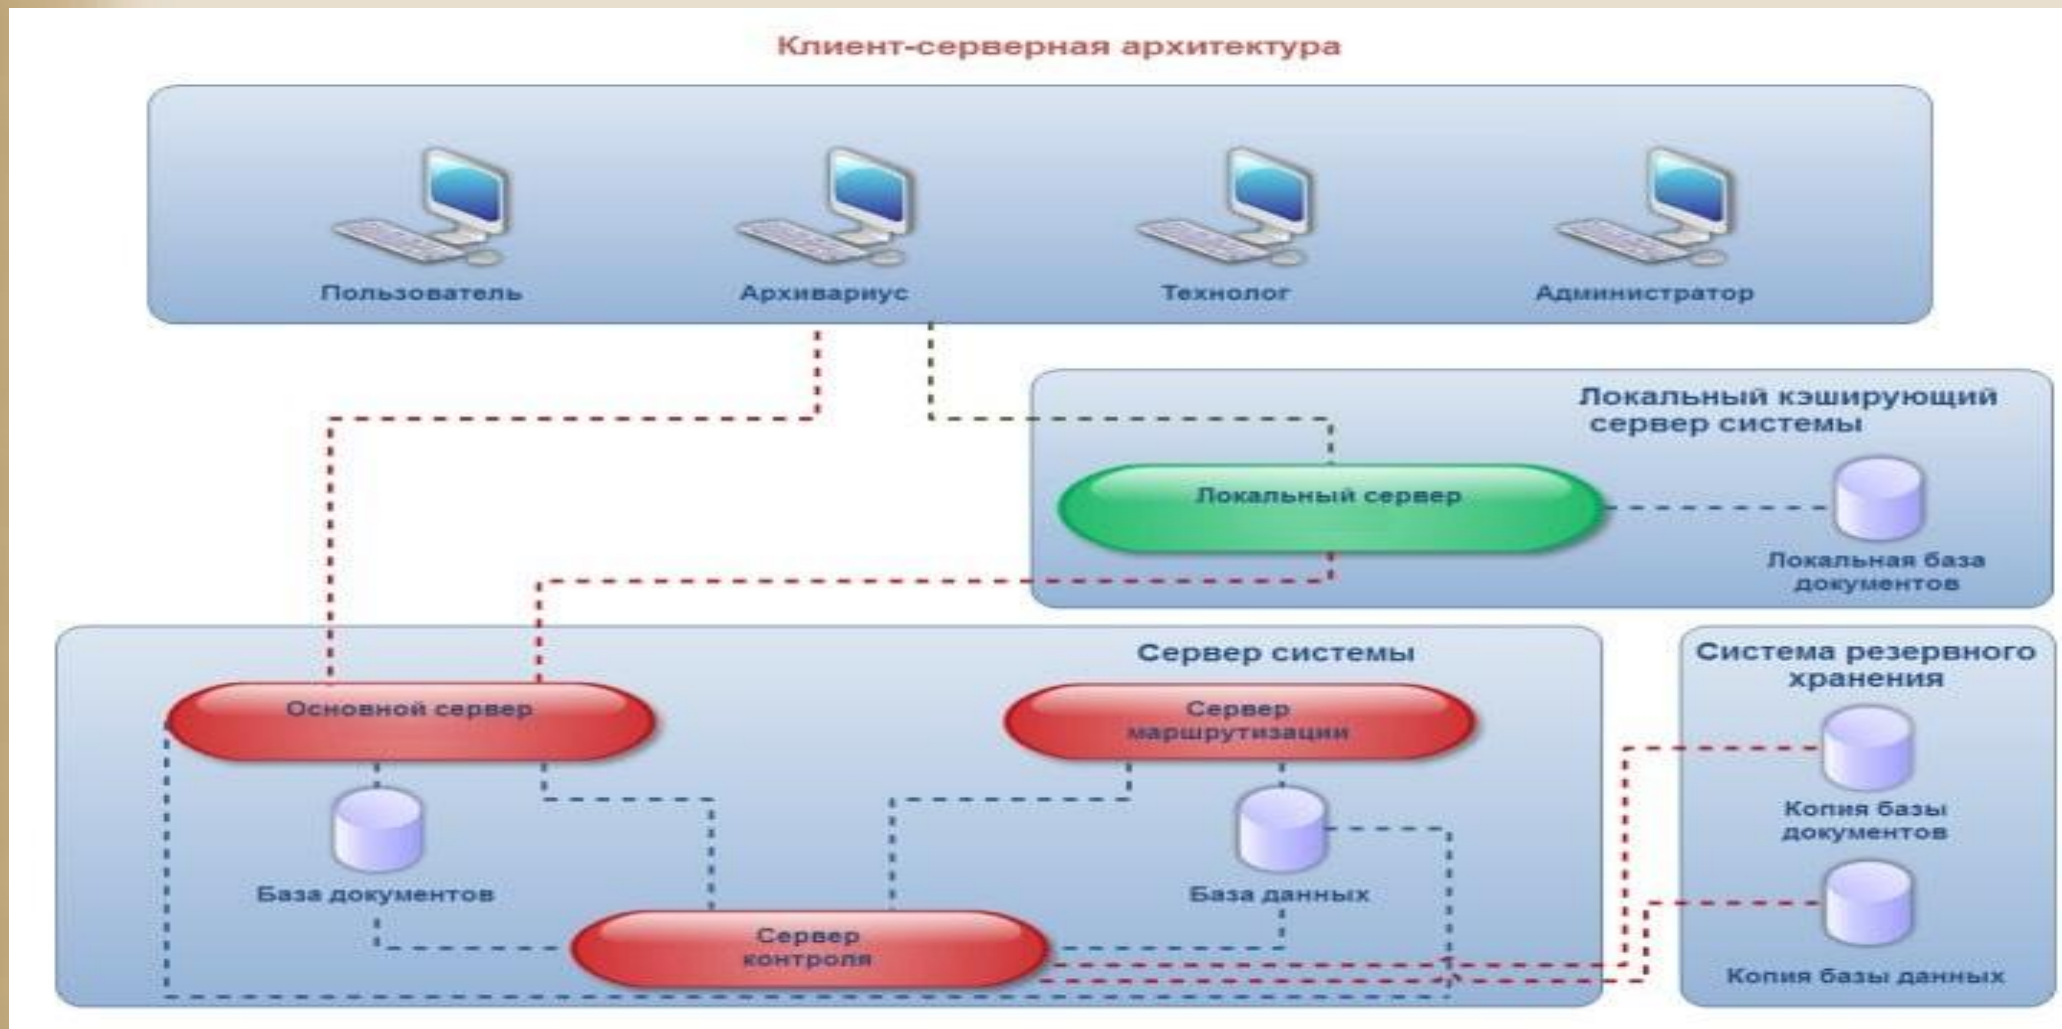 Клиент-серверная архитектура
Пользователь
Архивариус
Технолог
Администратор
Локальный кэширующий
сервер системы
Локальный сервер
Локальная база
документов
Сервер системы
Основной сервер
Сервер
маршрутизации
База документов
База данных
Сервер
контроля
Система резервного
хранения
Копия базы
документов
Копия базы данных